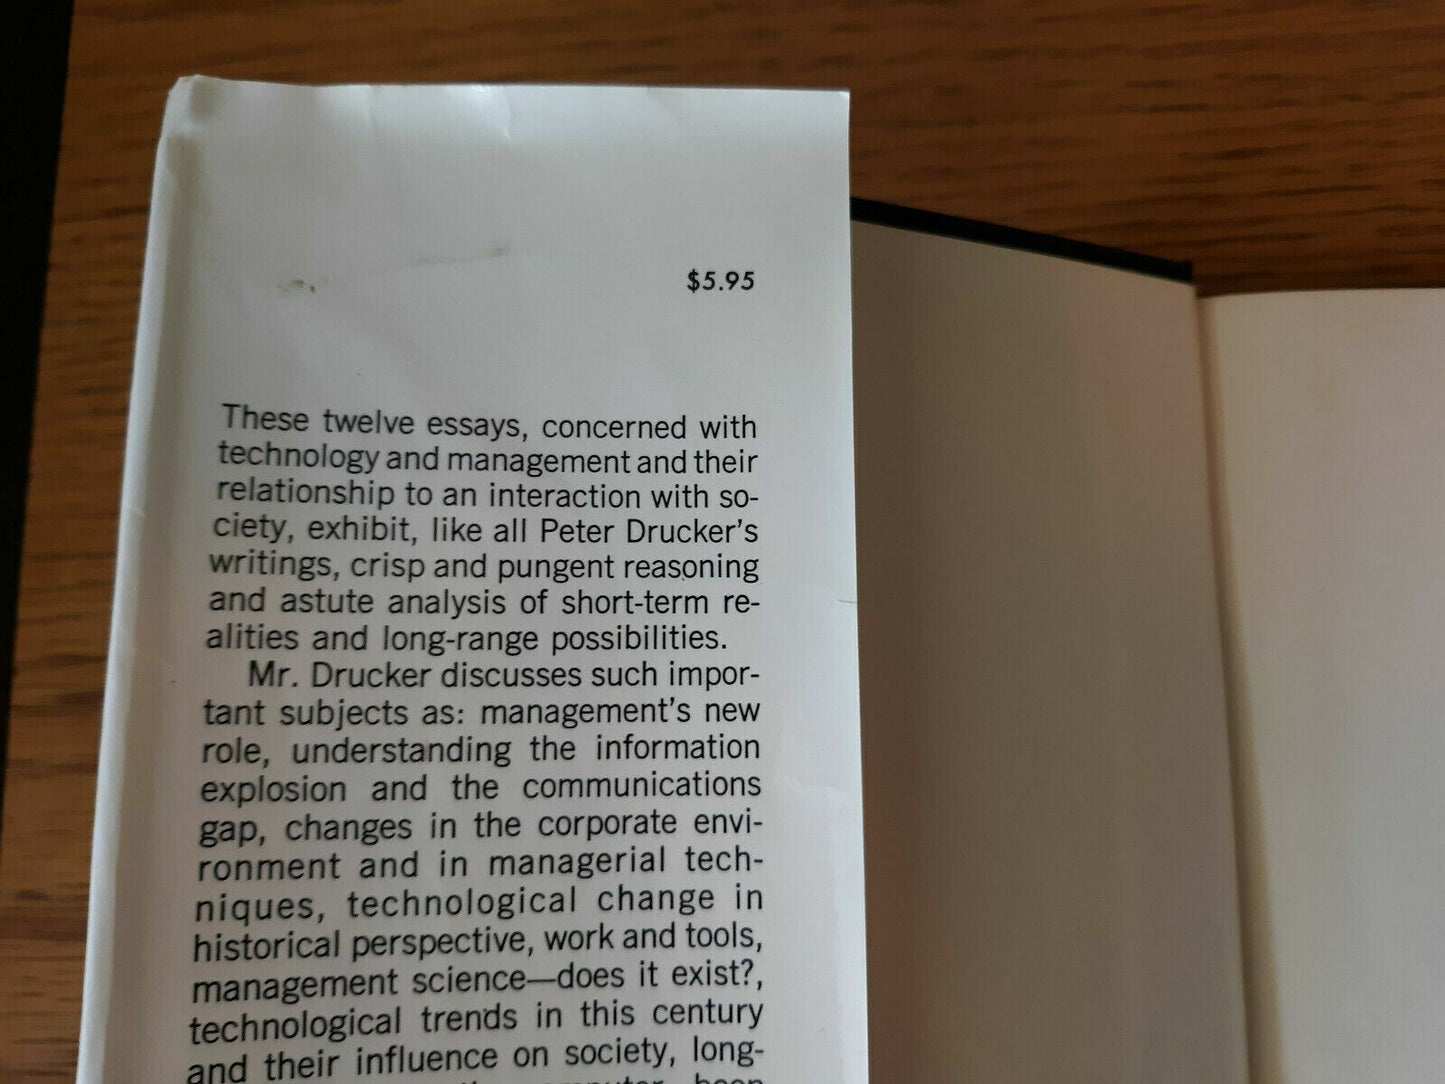 $5.95
These twelve essays, concerned with
technology and management and their
relationship to an interaction with so-
ciety, exhibit, like all Peter Drucker's
writings, crisp and pungent reasoning
and astute analysis of short-term re-
alities and long-range possibilities.
Mr. Drucker discusses such impor-
tant subjects as: management's new
role, understanding the information
explosion and the communications
gap, changes in the corporate envi-
ronment and in managerial tech-
niques, technological change in
historical perspective, work and tools,
management science—does it exist?,
technological trends in this century
and their influence on society, long-